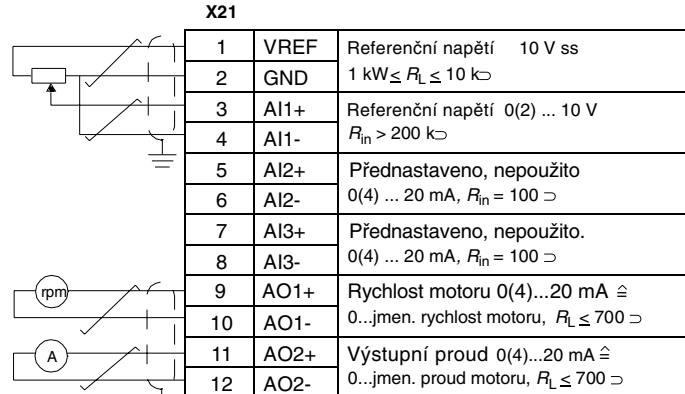 X21
1 VREF Referenční napětí 10 V ss
2 GND 1 kW ≤ RL ≤ 10 k⊃
3 AI1+ Referenční napětí 0(2) ... 10 V
4 AI1- Rin > 200 k⊃
5 AI2+ Přednastaveno, nepoužito
6 AI2- 0(4) ... 20 mA, Rin = 100 ⊃
7 AI3+ Přednastaveno, nepoužito.
8 AI3- 0(4) ... 20 mA, Rin = 100 ⊃
rpm 9 AO1+ Rychlost motoru 0(4)...20 mA ≙
10 AO1- 0...jmen. rychlost motoru, RL ≤ 700 ⊃
A 11 AO2+ Výstupní proud 0(4)...20 mA ≙
12 AO2- 0...jmen. proud motoru, RL ≤ 700 ⊃